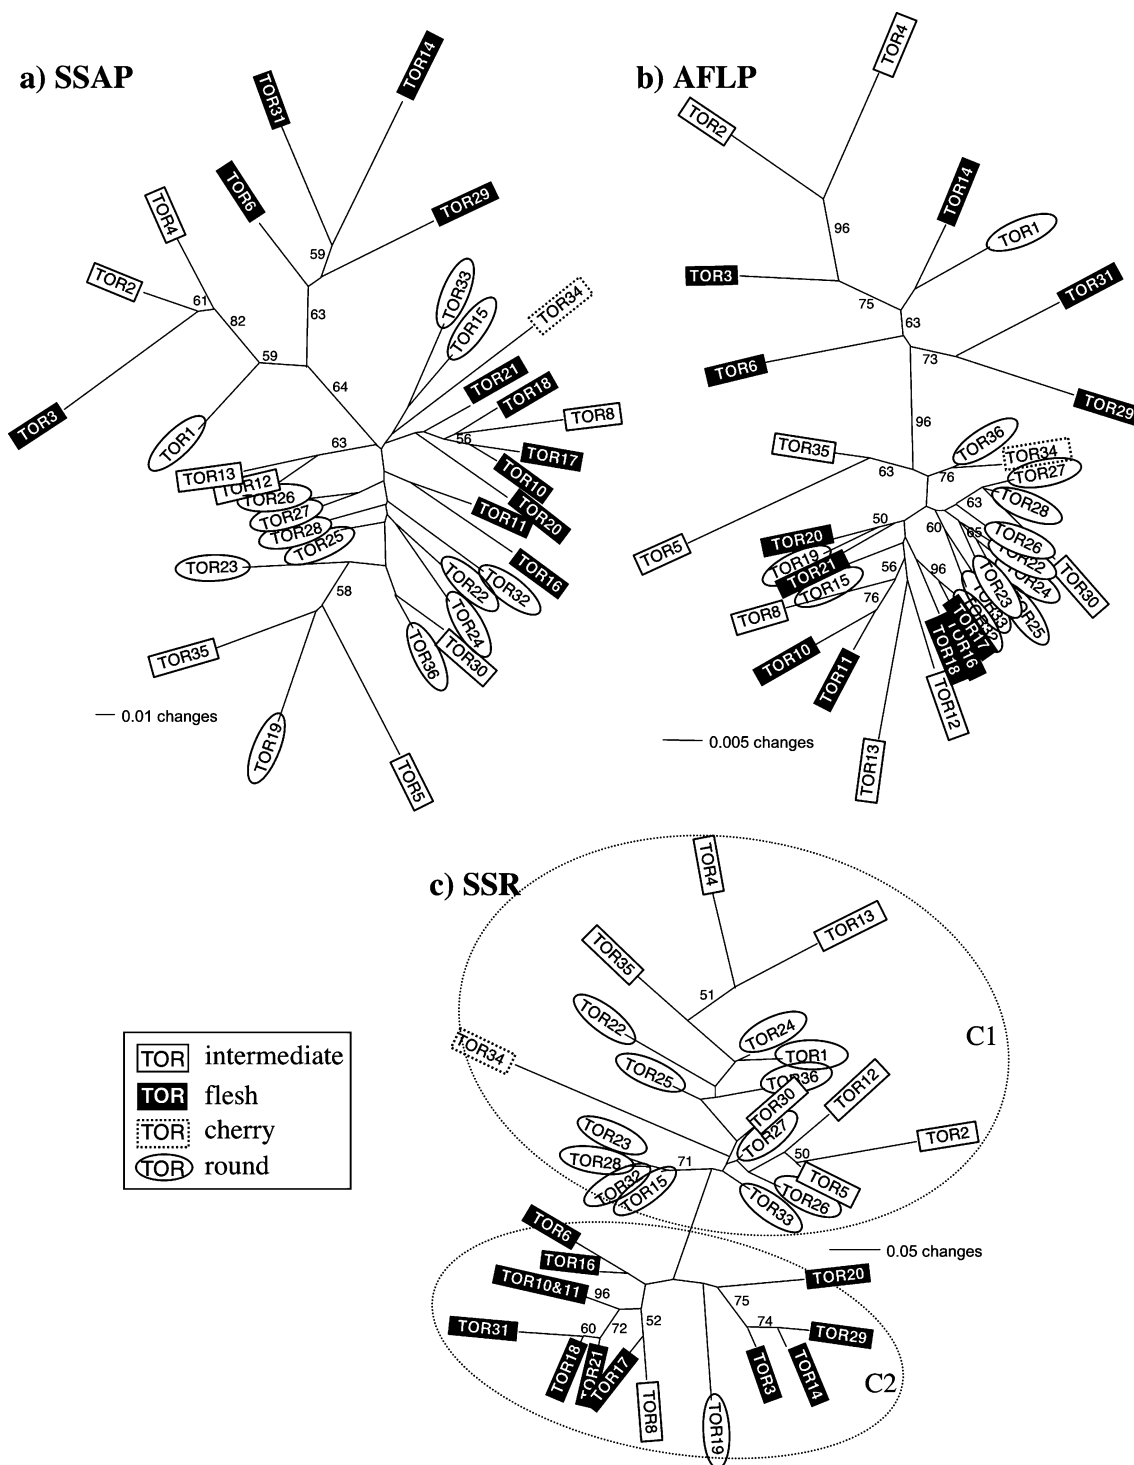 a) SSAP
TOR14
TOR31
TOR6
TOR29
TOR4
TOR2
TOR3
TOR1
TOR33
TOR15
TOR34
TOR21
TOR18
TOR8
TOR17
TOR10
TOR20
TOR11
TOR16
TOR13
TOR12
TOR26
TOR27
TOR28
TOR25
TOR23
TOR22
TOR32
TOR24
TOR30
TOR36
TOR35
TOR19
TOR5
59
63
61
82
59
64
63
56
58
0.01 changes
b) AFLP
TOR4
TOR2
TOR14
TOR1
TOR3
TOR31
TOR6
TOR29
TOR35
TOR36
TOR34
TOR27
TOR28
TOR26
TOR22
TOR24
TOR30
TOR5
TOR20
TOR19
TOR21
TOR15
TOR8
TOR23
TOR33
TOR25
TOR32
TOR17
TOR16
TOR18
TOR10
TOR11
TOR12
TOR13
96
75
63
73
96
63
76
63
50
60
65
56
96
76
0.005 changes
c) SSR
TOR4
TOR13
TOR35
TOR22
TOR24
TOR1
TOR34
TOR25
TOR36
TOR12
TOR30
TOR27
TOR2
TOR23
TOR28
TOR32
TOR15
TOR5
TOR26
TOR33
51
71
50
C1
TOR6
TOR16
TOR10&11
TOR31
TOR18
TOR21
TOR17
TOR8
TOR19
TOR20
TOR29
TOR3
TOR14
96
60
72
52
75
74
C2
0.05 changes
TOR intermediate
TOR flesh
TOR cherry
TOR round